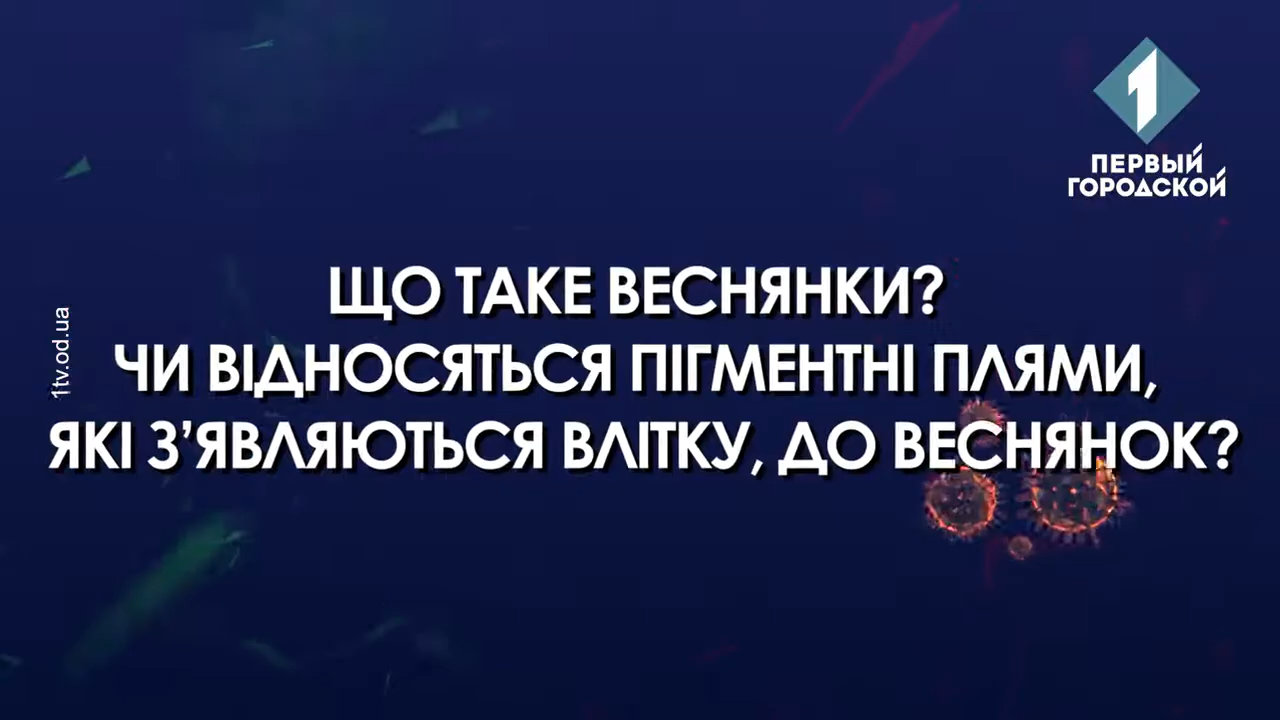 ПЕРВЫЙ
ГОРОДСКОЙ
1tv.od.ua
ЩО ТАКЕ ВЕСНЯНКИ?
ЧИ ВІДНОСЯТЬСЯ ПІГМЕНТНІ ПЛЯМИ,
ЯКІ З’ЯВЛЯЮТЬСЯ ВЛІТКУ, ДО ВЕСНЯНОК?